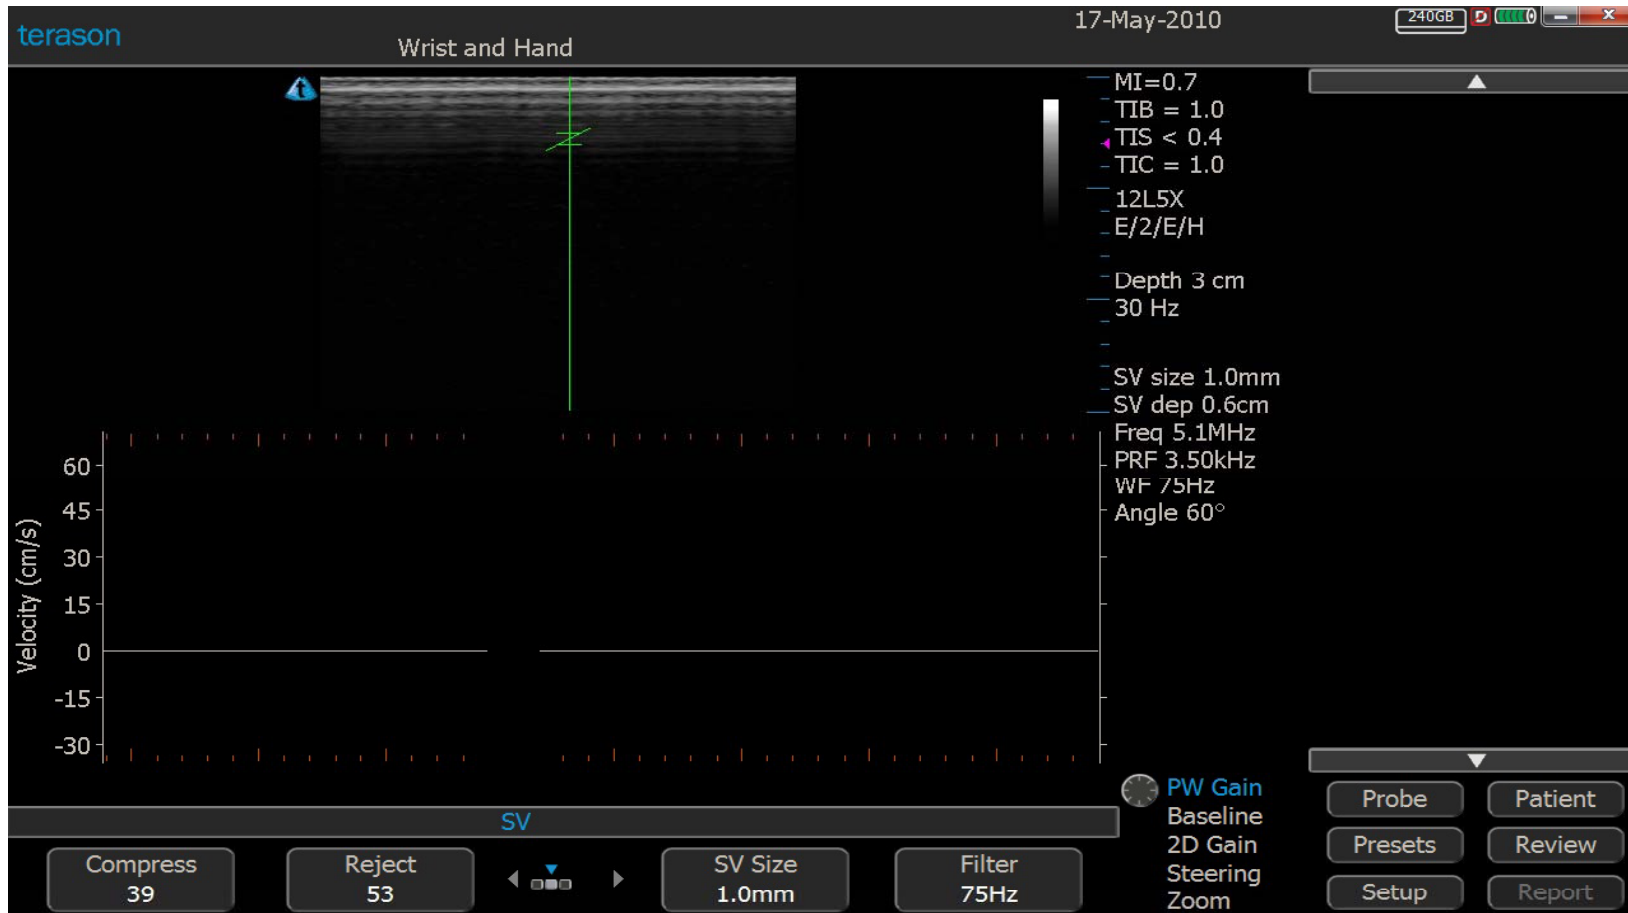 terason
Wrist and Hand
17-May-2010
240GB
D
MI=0.7
TIB = 1.0
TIS < 0.4
TIC = 1.0
12L5X
E/2/E/H
Depth 3 cm
30 Hz
SV size 1.0mm
SV dep 0.6cm
Freq 5.1MHz
PRF 3.50kHz
WF 75Hz
Angle 60°
Velocity (cm/s)
60
45
30
15
0
-15
-30
PW Gain
Baseline
2D Gain
Steering
Zoom
SV
Compress
39
Reject
53
SV Size
1.0mm
Filter
75Hz
Probe
Patient
Presets
Review
Setup
Report